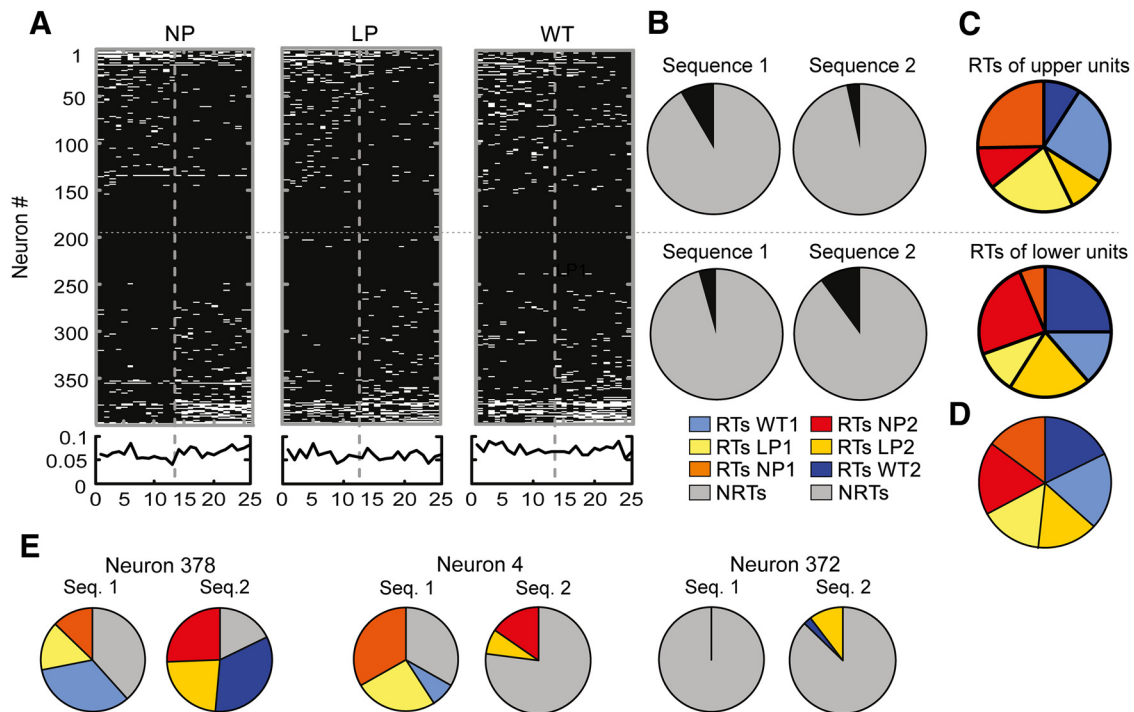 A
B
C
NP
LP
WT
Neuron #
1
50
100
150
200
250
300
350
LP1
0.1
0.05
0
0 5 10 15 20 25
0 5 10 15 20 25
0 5 10 15 20 25
Sequence 1
Sequence 2
RTs of upper units
Sequence 1
Sequence 2
RTs of lower units
RTs WT1
RTs NP2
RTs LP1
RTs LP2
RTs NP1
RTs WT2
NRTs
NRTs
D
E
Neuron 378
Seq. 1
Seq.2
Neuron 4
Seq. 1
Seq. 2
Neuron 372
Seq. 1
Seq. 2